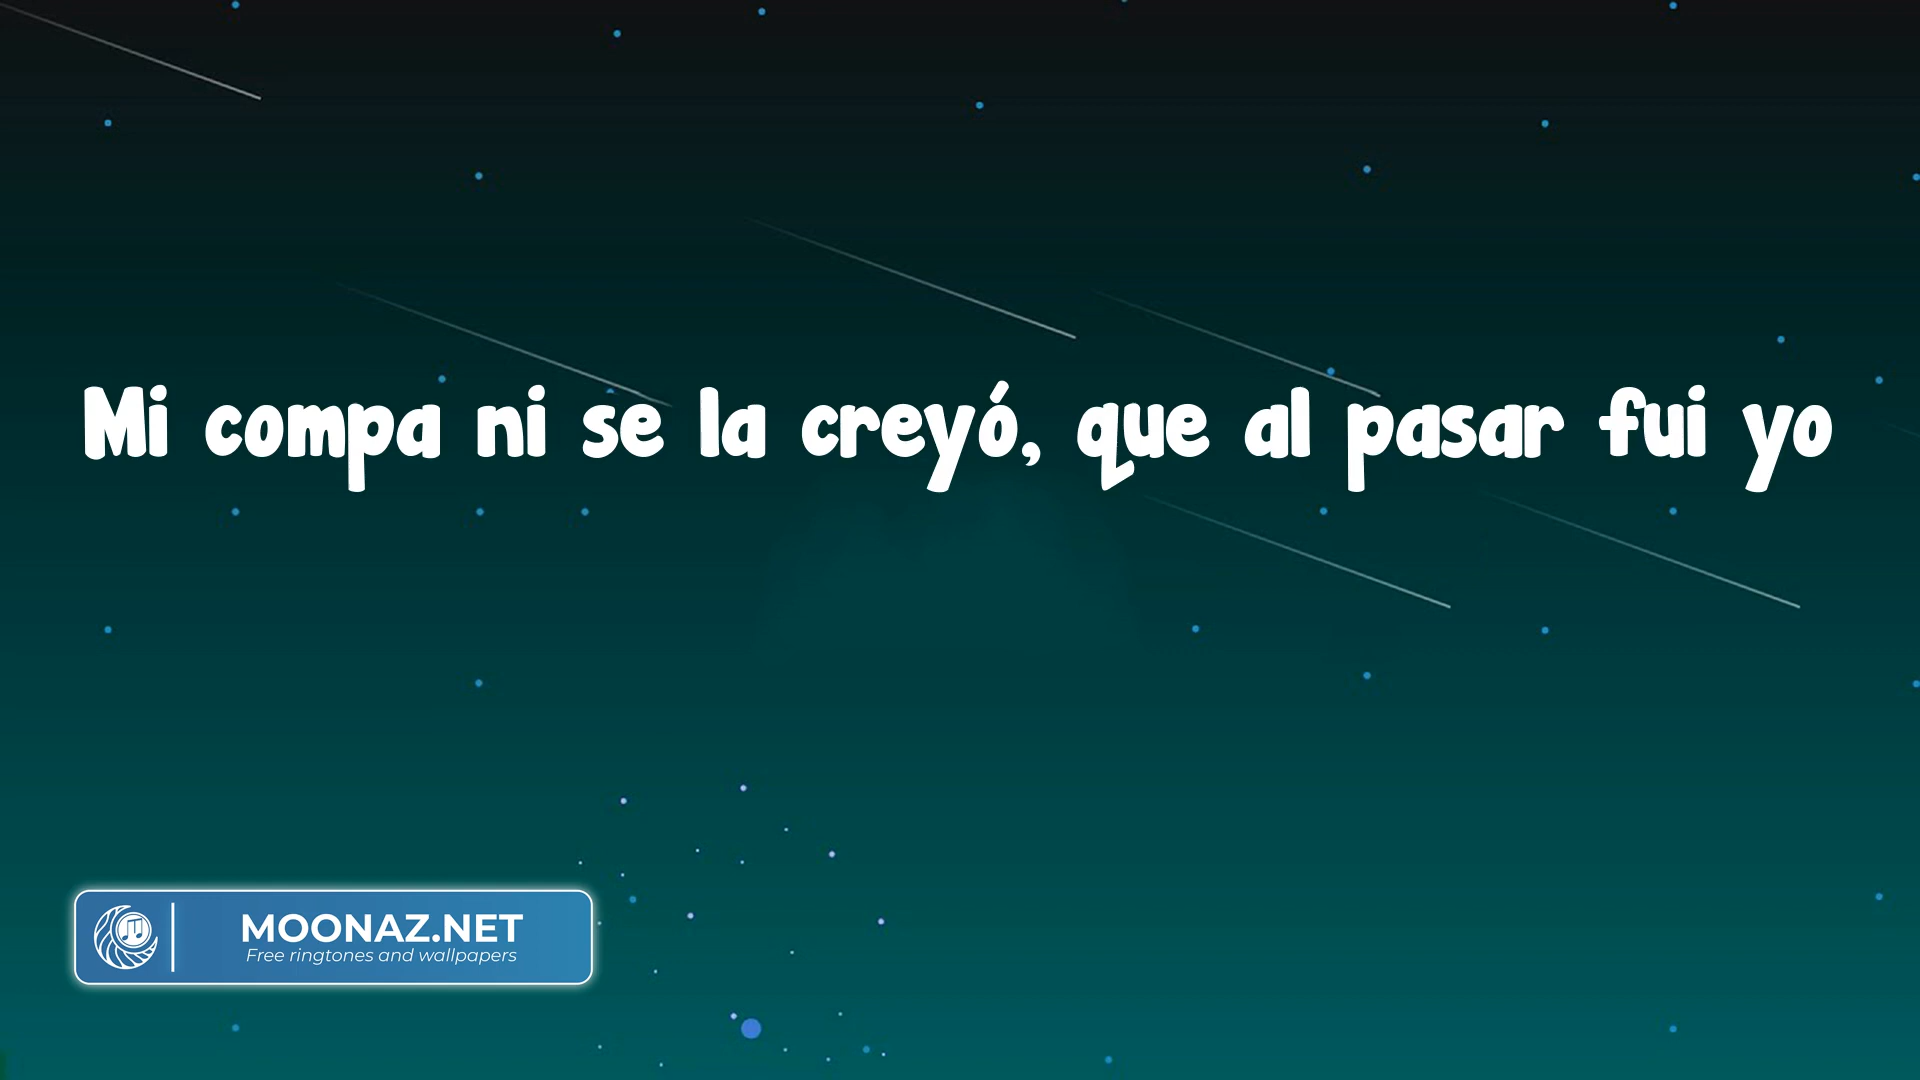 Mi compa ni se la creyó, que al pasar fui yo
MOONAZ.NET
Free ringtones and wallpapers